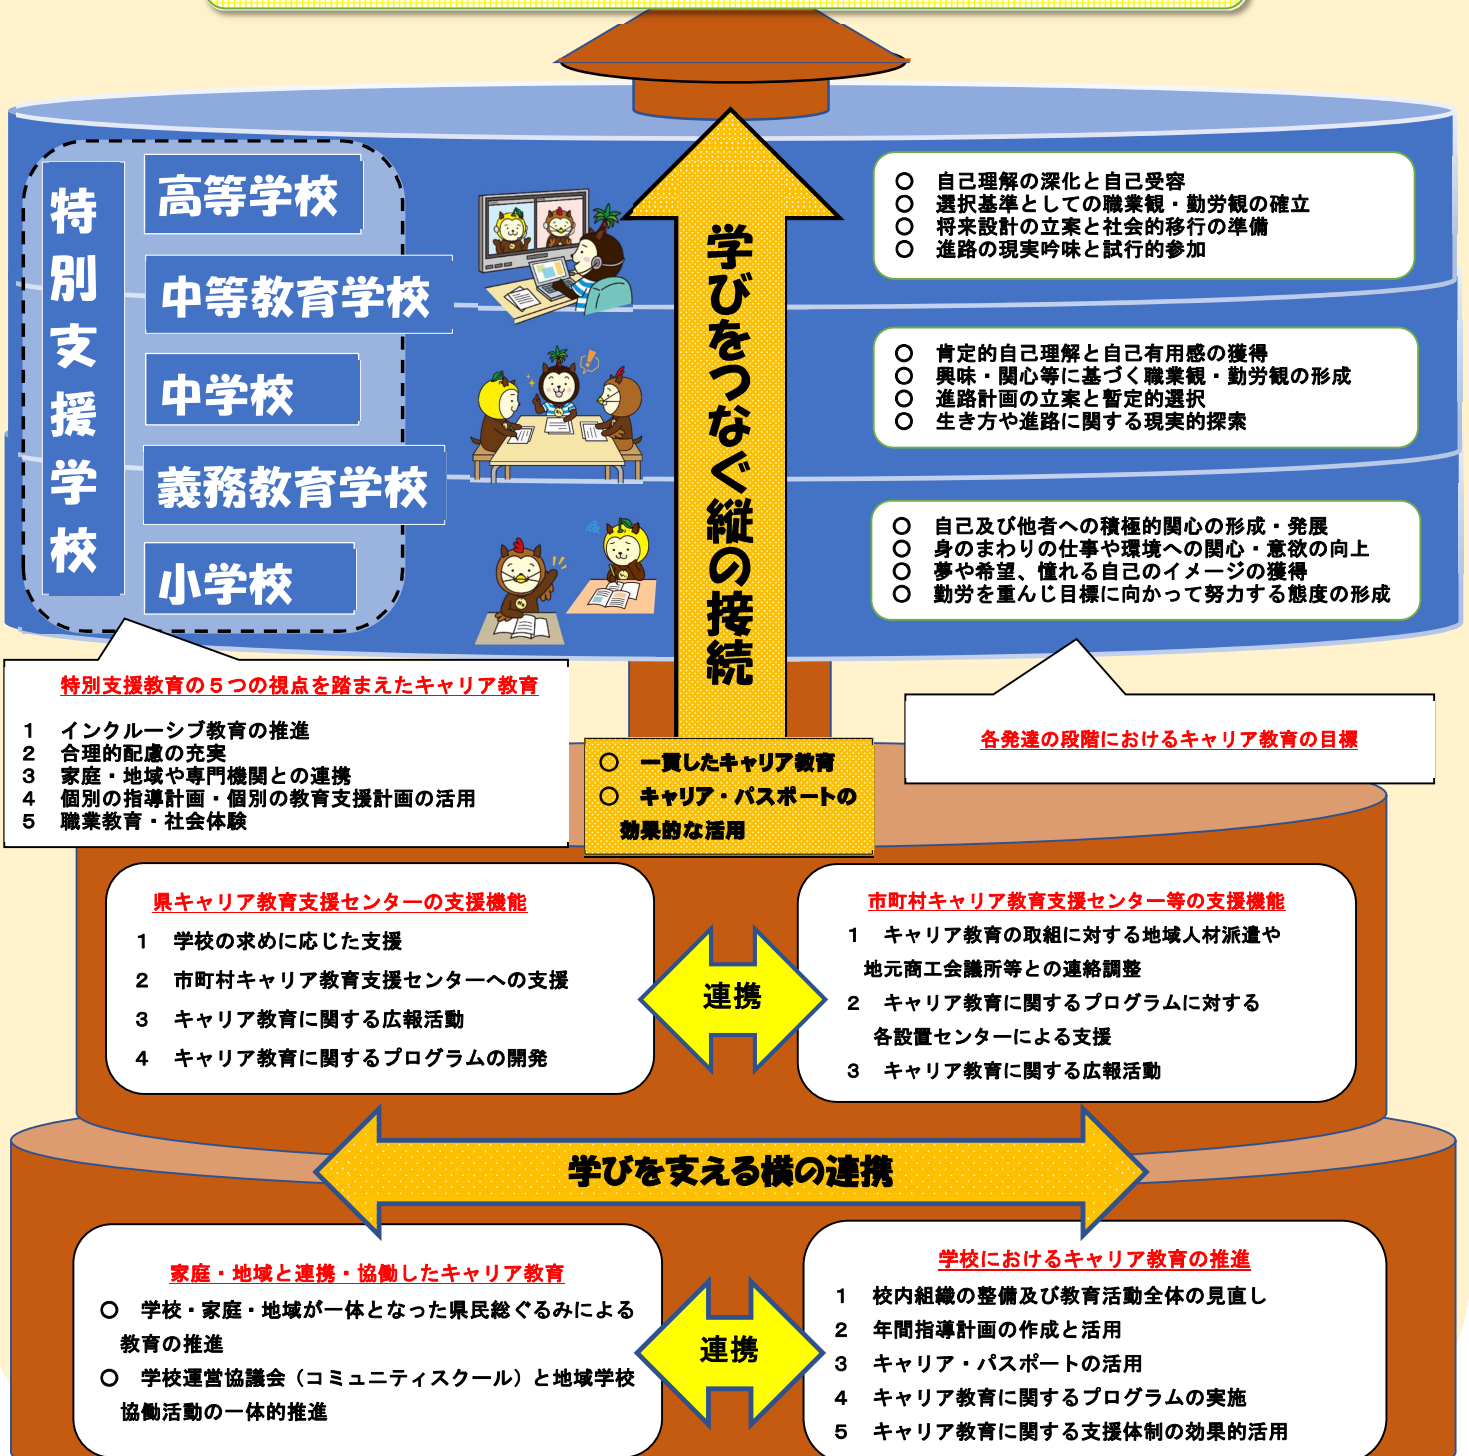 特別支援学校
高等学校
中等教育学校
中学校
義務教育学校
小学校
学びをつなぐ縦の接続
○ 自己理解の深化と自己受容
○ 選択基準としての職業観・勤労観の確立
○ 将来設計の立案と社会的移行の準備
○ 進路の現実吟味と試行的参加
○ 肯定的自己理解と自己有用感の獲得
○ 興味・関心等に基づく職業観・勤労観の形成
○ 進路計画の立案と暫定的選択
○ 生き方や進路に関する現実的探索
○ 自己及び他者への積極的関心の形成・発展
○ 身のまわりの仕事や環境への関心・意欲の向上
○ 夢や希望、憧れる自己のイメージの獲得
○ 勤労を重んじ目標に向かって努力する態度の形成
特別支援教育の５つの視点を踏まえたキャリア教育
１ インクルーシブ教育の推進
２ 合理的配慮の充実
３ 家庭・地域や専門機関との連携
４ 個別の指導計画・個別の教育支援計画の活用
５ 職業教育・社会体験
各発達の段階におけるキャリア教育の目標
○ 一貫したキャリア教育
○ キャリア・パスポートの
効果的な活用
県キャリア教育支援センターの支援機能
１ 学校の求めに応じた支援
２ 市町村キャリア教育支援センターへの支援
３ キャリア教育に関する広報活動
４ キャリア教育に関するプログラムの開発
連携
市町村キャリア教育支援センター等の支援機能
１ キャリア教育の取組に対する地域人材派遣や
地元商工会議所等との連絡調整
２ キャリア教育に関するプログラムに対する
各設置センターによる支援
３ キャリア教育に関する広報活動
学びを支える横の連携
家庭・地域と連携・協働したキャリア教育
○ 学校・家庭・地域が一体となった県民総ぐるみによる
教育の推進
○ 学校運営協議会（コミュニティスクール）と地域学校
協働活動の一体的推進
連携
学校におけるキャリア教育の推進
１ 校内組織の整備及び教育活動全体の見直し
２ 年間指導計画の作成と活用
３ キャリア・パスポートの活用
４ キャリア教育に関するプログラムの実施
５ キャリア教育に関する支援体制の効果的活用